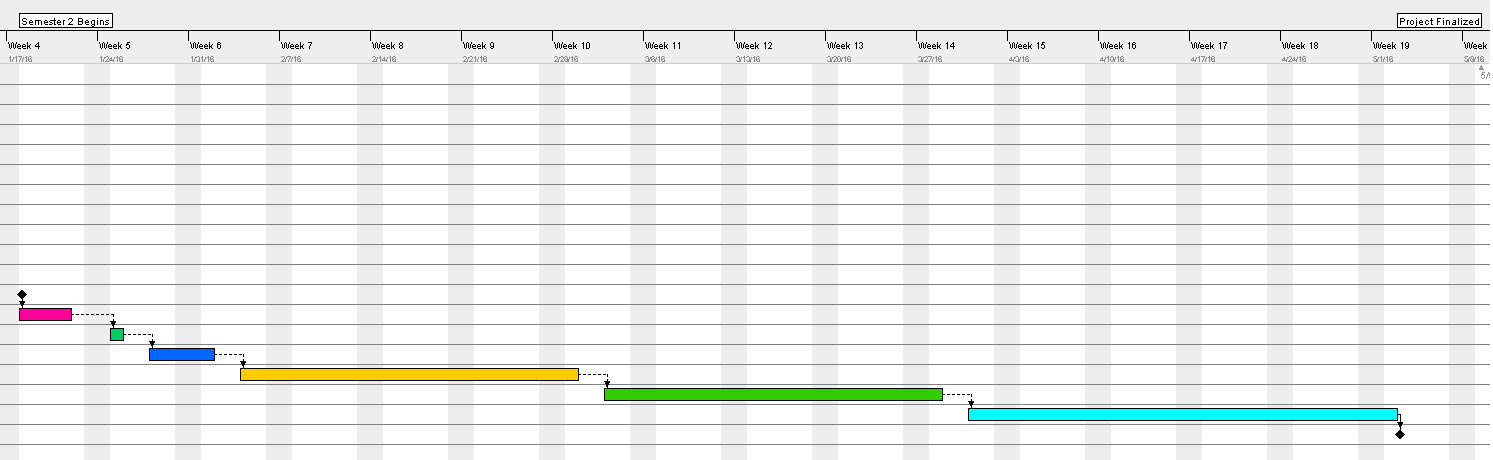 Semester 2 Begins Project Finalized
Week 4 Week 5 Week 6 Week 7 Week 8 Week 9 Week 10 Week 11 Week 12 Week 13 Week 14 Week 15 Week 16 Week 17 Week 18 Week 19 Week
1/17/16 1/24/16 1/31/16 2/7/16 2/14/16 2/21/16 2/28/16 3/6/16 3/13/16 3/20/16 3/27/16 4/3/16 4/10/16 4/17/16 4/24/16 5/1/16 5/8/16